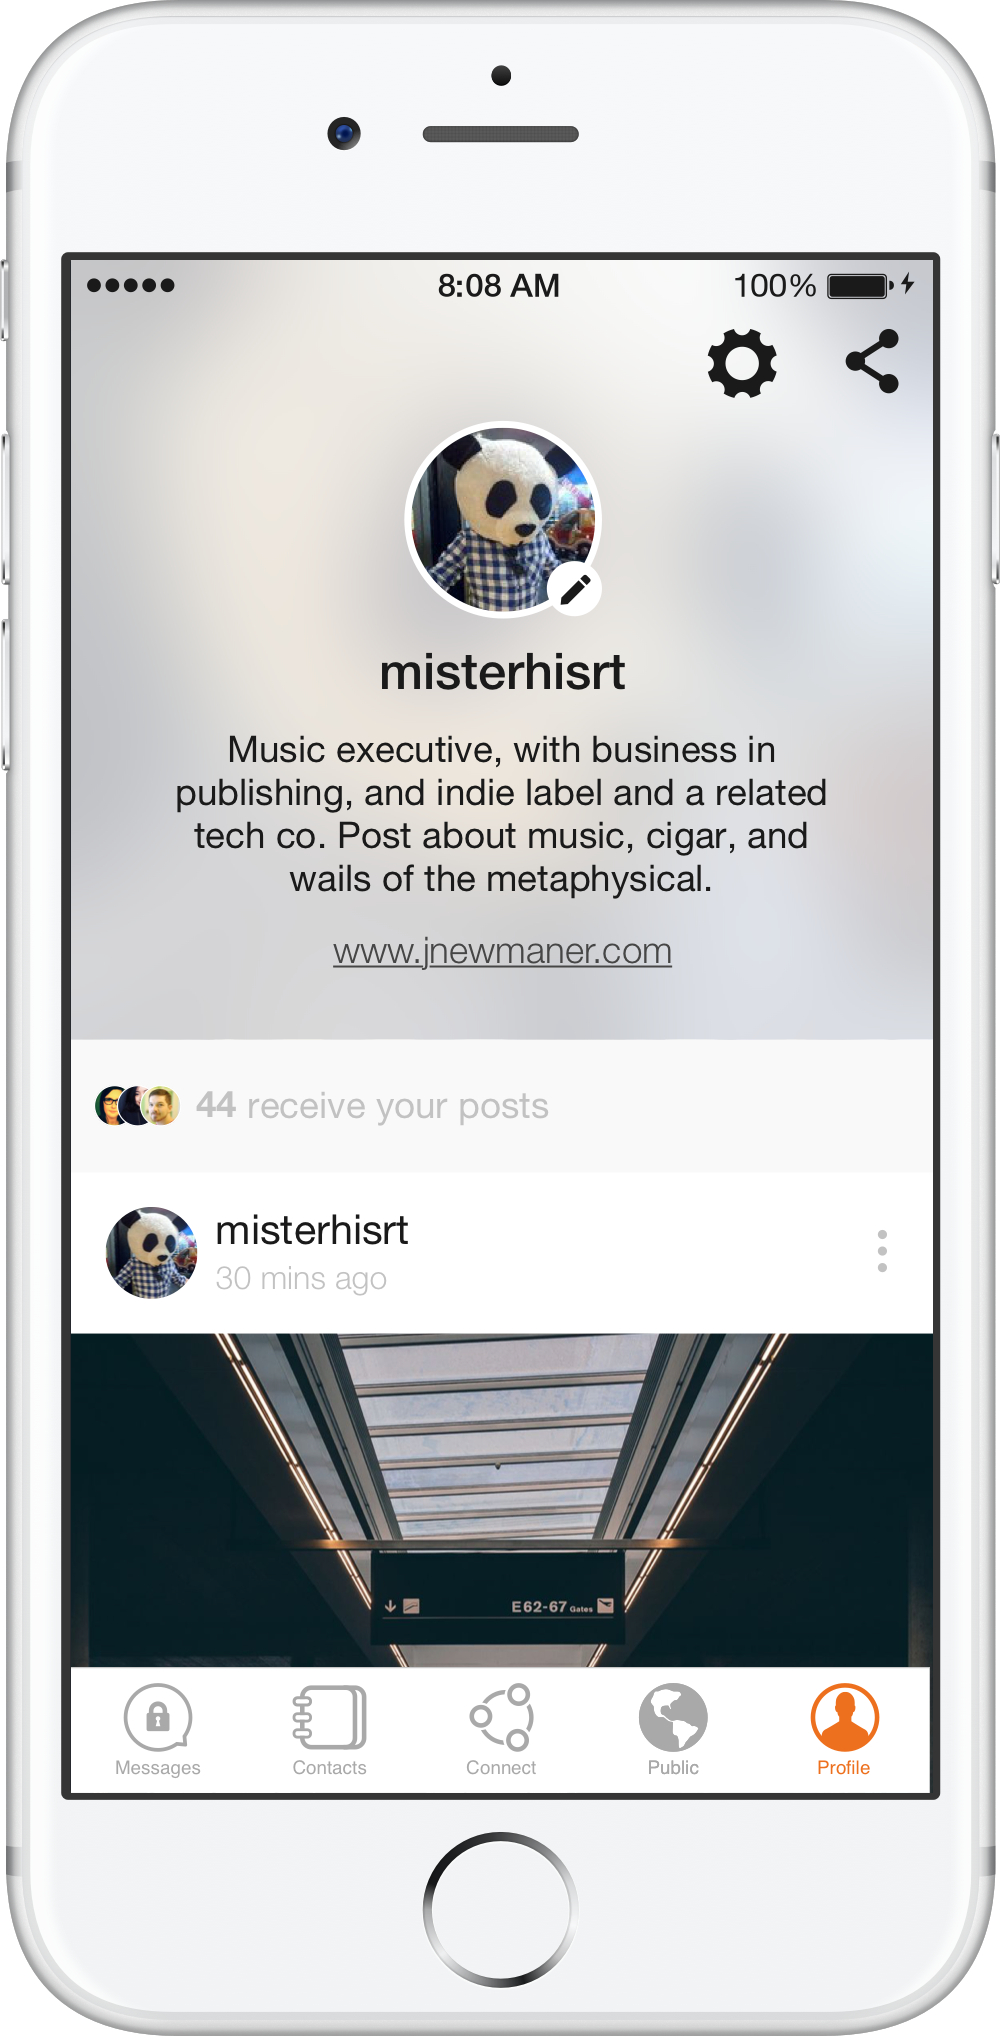 8:08 AM
100%
misterhisrt
Music executive, with business in
publishing, and indie label and a related
tech co. Post about music, cigar, and
wails of the metaphysical.
www.jnewmaner.com
44 receive your posts
misterhisrt
30 mins ago
E62-67 Gates
Messages
Contacts
Connect
Public
Profile